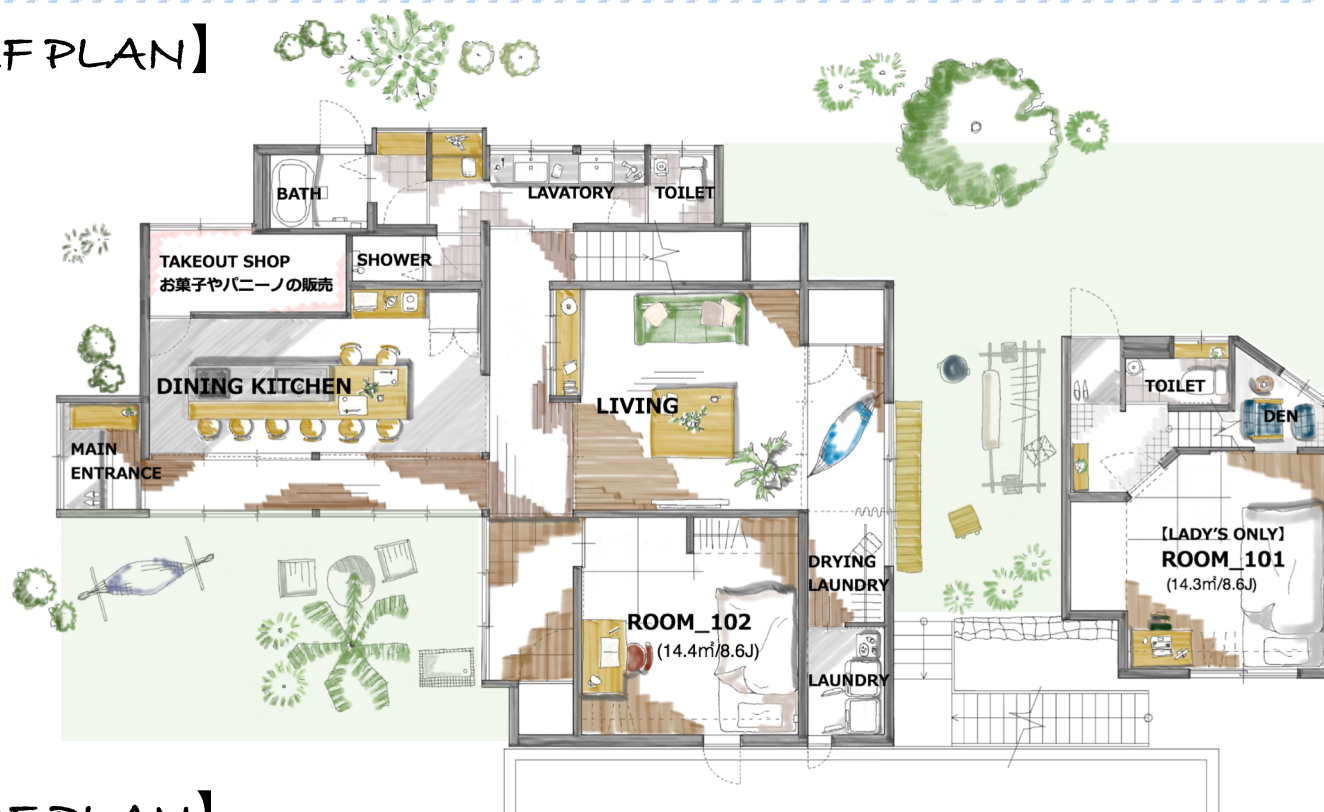 F PLAN】
BATH
LAVATORY
TOILET
TAKEOUT SHOP
お菓子やパニーノの販売
SHOWER
DINING KITCHEN
LIVING
MAIN
ENTRANCE
TOILET
DEN
【LADY'S ONLY】
ROOM_101
(14.3㎡/8.6J)
DRYING
LAUNDRY
ROOM_102
(14.4㎡/8.6J)
LAUNDRY